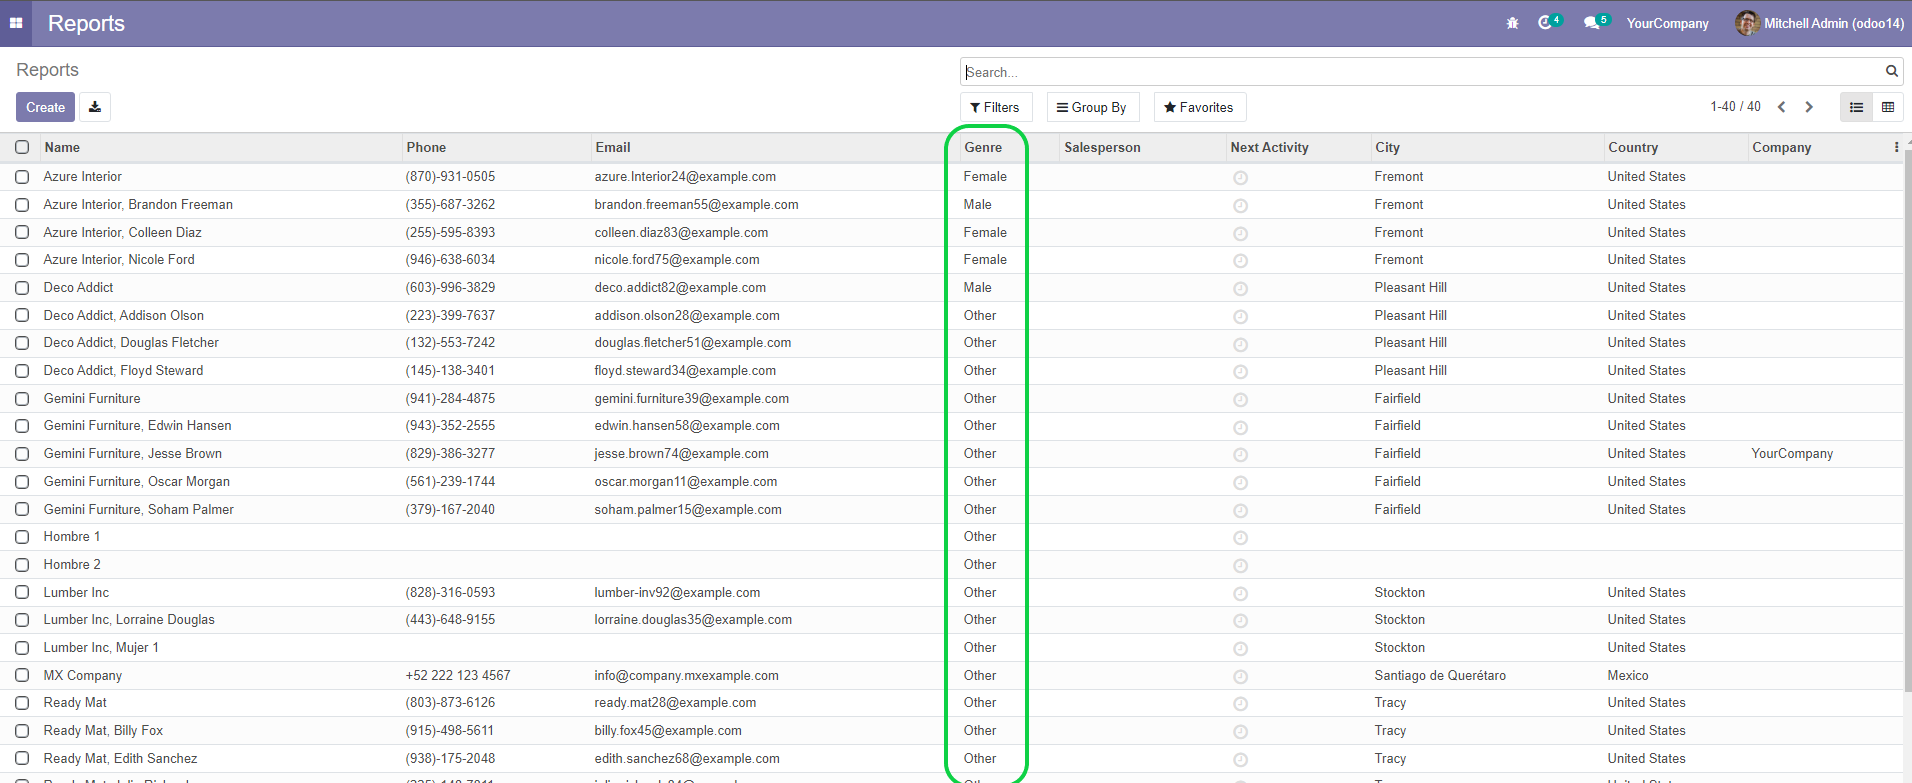 Reports 4 5 YourCompany Mitchell Admin (odoo14)
Reports Search...
Create Filters Group By Favorites 1-40 / 40
Name Phone Email Genre Salesperson Next Activity City Country Company
Azure Interior (870)-931-0505 azure.Interior24@example.com Female Fremont United States
Azure Interior, Brandon Freeman (355)-687-3262 brandon.freeman55@example.com Male Fremont United States
Azure Interior, Colleen Diaz (255)-595-8393 colleen.diaz83@example.com Female Fremont United States
Azure Interior, Nicole Ford (946)-638-6034 nicole.ford75@example.com Female Fremont United States
Deco Addict (603)-996-3829 deco.addict82@example.com Male Pleasant Hill United States
Deco Addict, Addison Olson (223)-399-7637 addison.olson28@example.com Other Pleasant Hill United States
Deco Addict, Douglas Fletcher (132)-553-7242 douglas.fletcher51@example.com Other Pleasant Hill United States
Deco Addict, Floyd Steward (145)-138-3401 floyd.steward34@example.com Other Pleasant Hill United States
Gemini Furniture (941)-284-4875 gemini.furniture39@example.com Other Fairfield United States
Gemini Furniture, Edwin Hansen (943)-352-2555 edwin.hansen58@example.com Other Fairfield United States
Gemini Furniture, Jesse Brown (829)-386-3277 jesse.brown74@example.com Other Fairfield United States YourCompany
Gemini Furniture, Oscar Morgan (561)-239-1744 oscar.morgan11@example.com Other Fairfield United States
Gemini Furniture, Soham Palmer (379)-167-2040 soham.palmer15@example.com Other Fairfield United States
Hombre 1 Other
Hombre 2 Other
Lumber Inc (828)-316-0593 lumber-inv92@example.com Other Stockton United States
Lumber Inc, Lorraine Douglas (443)-648-9155 lorraine.douglas35@example.com Other Stockton United States
Lumber Inc, Mujer 1 Other Stockton United States
MX Company +52 222 123 4567 info@company.mxexample.com Other Santiago de Querétaro Mexico
Ready Mat (803)-873-6126 ready.mat28@example.com Other Tracy United States
Ready Mat, Billy Fox (915)-498-5611 billy.fox45@example.com Other Tracy United States
Ready Mat, Edith Sanchez (938)-175-2048 edith.sanchez68@example.com Other Tracy United States